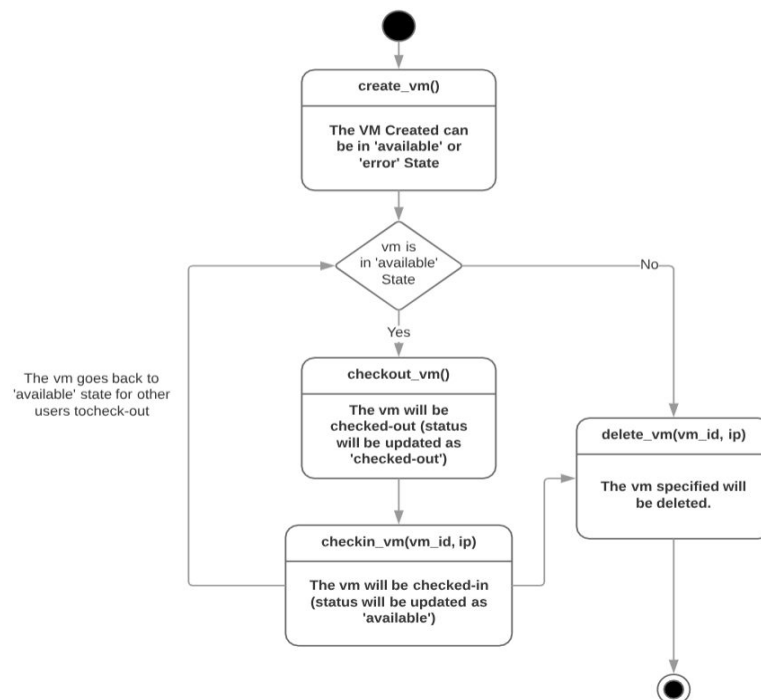 create_vm()
The VM Created can
be in 'available' or
'error' State
vm is
in 'available'
State
No
Yes
The vm goes back to
'available' state for other
users tocheck-out
checkout_vm()
The vm will be
checked-out (status
will be updated as
'checked-out')
delete_vm(vm_id, ip)
The vm specified will
be deleted.
checkin_vm(vm_id, ip)
The vm will be checked-in
(status will be updated as
'available')